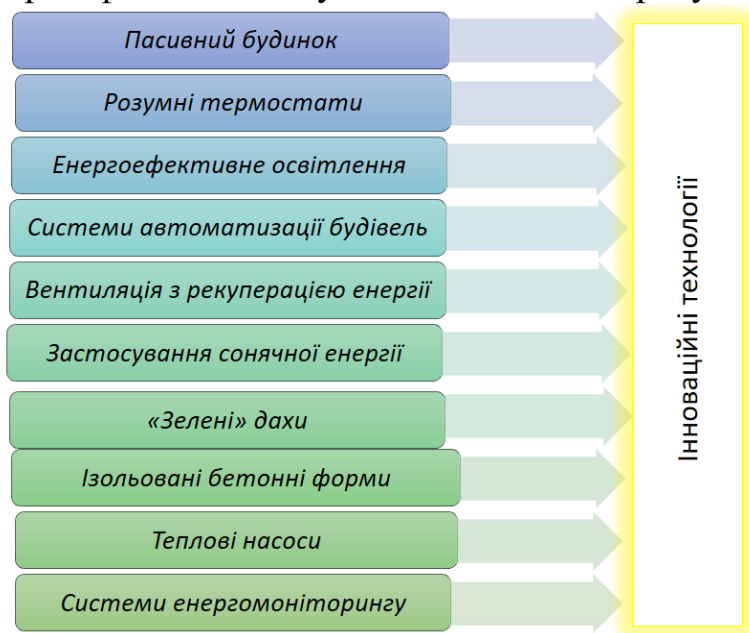 Пасивний будинок
Розумні термостати
Енергоефективне освітлення
Системи автоматизації будівель
Вентиляція з рекуперацією енергії
Застосування сонячної енергії
«Зелені» дахи
Ізольовані бетонні форми
Теплові насоси
Системи енергомоніторингу
Інноваційні технології